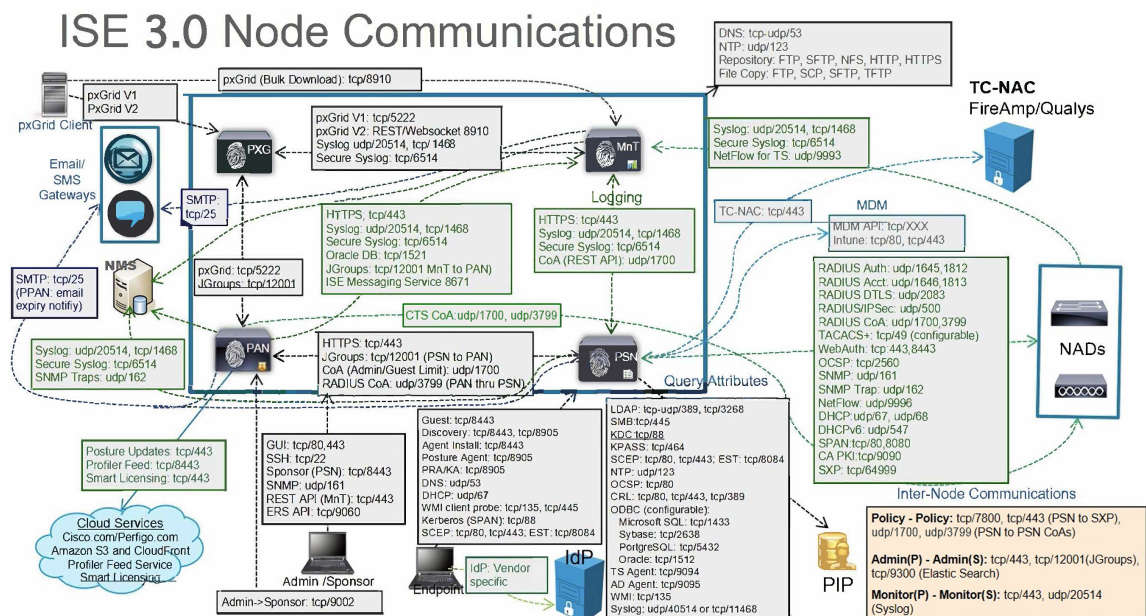 ISE 3.0 Node Communications
DNS: tcp-udp/53
NTP: udp/123
Repository: FTP, SFTP, NFS, HTTP, HTTPS
File Copy: FTP, SCP, SFTP, TFTP
pxGrid (Bulk Download): tcp/8910
pxGrid V1
PxGrid V2
pxGrid Client
TC-NAC
FireAmp/Qualys
PXG
pxGrid V1: tcp/5222
pxGrid V2: REST/Websocket 8910
Syslog udp/20514, tcp/ 1468
Secure Syslog: tcp/6514
MnT
Logging
Syslog: udp/20514, tcp/1468
Secure Syslog: tcp/6514
NetFlow for TS: udp/9993
Email/
SMS
Gateways
SMTP:
tcp/25
HTTPS, tcp/443
Syslog: udp/20514, tcp/1468
Secure Syslog: tcp/6514
Oracle DB: tcp/1521
JGroups: tcp/12001 MnT to PAN)
ISE Messaging Service 8671
HTTPS: tcp/443
Syslog: udp/20514, tcp/1468
Secure Syslog: tcp/6514
CoA (REST API): udp/1700
TC-NAC: tcp/443
MDM
MDM API: tcp/XXX
Intune: tcp/80, tcp/443
NMS
SMTP: tcp/25
(PPAN: email
expiry notifiy)
pxGrid: tcp/5222
JGroups: tcp/12001
CTS CoA:udp/1700, udp/3799
RADIUS Auth: udp/1645,1812
RADIUS Acct: udp/1646,1813
RADIUS DTLS: udp/2083
RADIUS/IPSec: udp/500
RADIUS CoA: udp/1700,3799
TACACS+: tcp/49 (configurable)
WebAuth: tcp:443,8443
OCSP: tcp/2560
SNMP: udp/161
SNMP Trap: udp/162
NetFlow: udp/9996
DHCP:udp/67, udp/68
DHCPv6: udp/547
SPAN:tcp/80,8080
CA PKI:tcp/9090
SXP: tcp/64999
NADs
PAN
HTTPS: tcp/443
JGroups: tcp/12001 (PSN to PAN)
CoA (Admin/Guest Limit): udp/1700
RADIUS CoA: udp/3799 (PAN thru PSN)
PSN
Query Attributes
Syslog: udp/20514, tcp/1468
Secure Syslog: tcp/6514
SNMP Traps: udp/162
Posture Updates: tcp/443
Profiler Feed: tcp/8443
Smart Licensing: tcp/443
GUI: tcp/80,443
SSH: tcp/22
Sponsor (PSN): tcp/8443
SNMP: udp/161
REST API (MnT): tcp/443
ERS API: tcp/9060
Guest: tcp/8443
Discovery: tcp/8443, tcp/8905
Agent Install: tcp/8443
Posture Agent: tcp/8905
PRA/KA: tcp/8905
DNS: udp/53
DHCP: udp/67
WMI client probe: tcp/135, tcp/445
Kerberos (SPAN): tcp/88
SCEP: tcp/80, tcp/443; EST: tcp/8084
LDAP: tcp-udp/389, tcp/3268
SMB:tcp/445
KDC:tcp/88
KPASS: tcp/464
SCEP: tcp/80, tcp/443; EST: tcp/8084
NTP: udp/123
OCSP: tcp/80
CRL: tcp/80, tcp/443, tcp/389
ODBC (configurable):
Microsoft SQL: tcp/1433
Sybase: tcp/2638
PortgreSQL: tcp/5432
Oracle: tcp/1512
TS Agent: tcp/9094
AD Agent: tcp/9095
WMI: tcp/135
Syslog: udp/40514 or tcp/11468
Cloud Services
Cisco.com/Perfigo.com
Amazon S3 and CloudFront
Profiler Feed Service
Smart Licensing
Admin /Sponsor
Admin->Sponsor: tcp/9002
Endpoint
IdP: Vendor
specific
IdP
PIP
Inter-Node Communications
Policy - Policy: tcp/7800, tcp/443 (PSN to SXP),
udp/1700, udp/3799 (PSN to PSN CoAs)
Admin(P) - Admin(S): tcp/443, tcp/12001(JGroups),
tcp/9300 (Elastic Search)
Monitor(P) - Monitor(S): tcp/443, udp/20514
(Syslog)